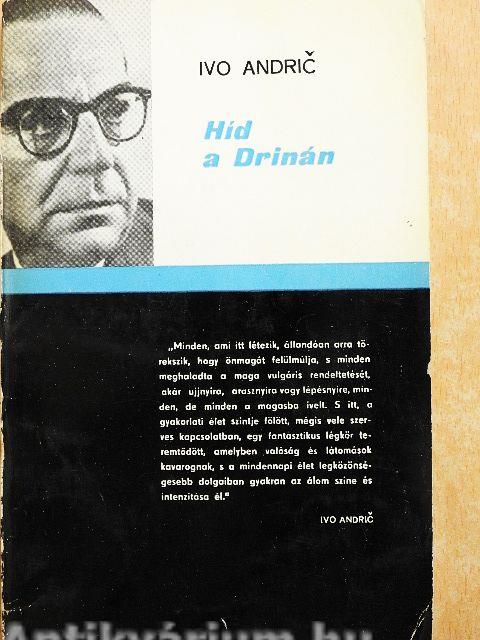 IVO ANDRIČ
Híd
a Drinán
„Minden, ami itt létezik, állandóan arra tö-
rekszik, hogy önmagát felülmúlja, s minden
meghaladta a maga vulgáris rendeltetését,
akár ujjnyira, arasznyira vagy lépésnyire, min-
den, de minden a magasba ívelt. S itt, a
gyakorlati élet szintje fölött, mégis vele szer-
ves kapcsolatban, egy fantasztikus légkör te-
remtődött, amelyben valóság és látomások
kavarognak, s a mindennapi élet legközönsé-
gesebb dolgaiban gyakran az álom színe és
intenzitása él.“
IVO ANDRIČ
Antikvárium.hu